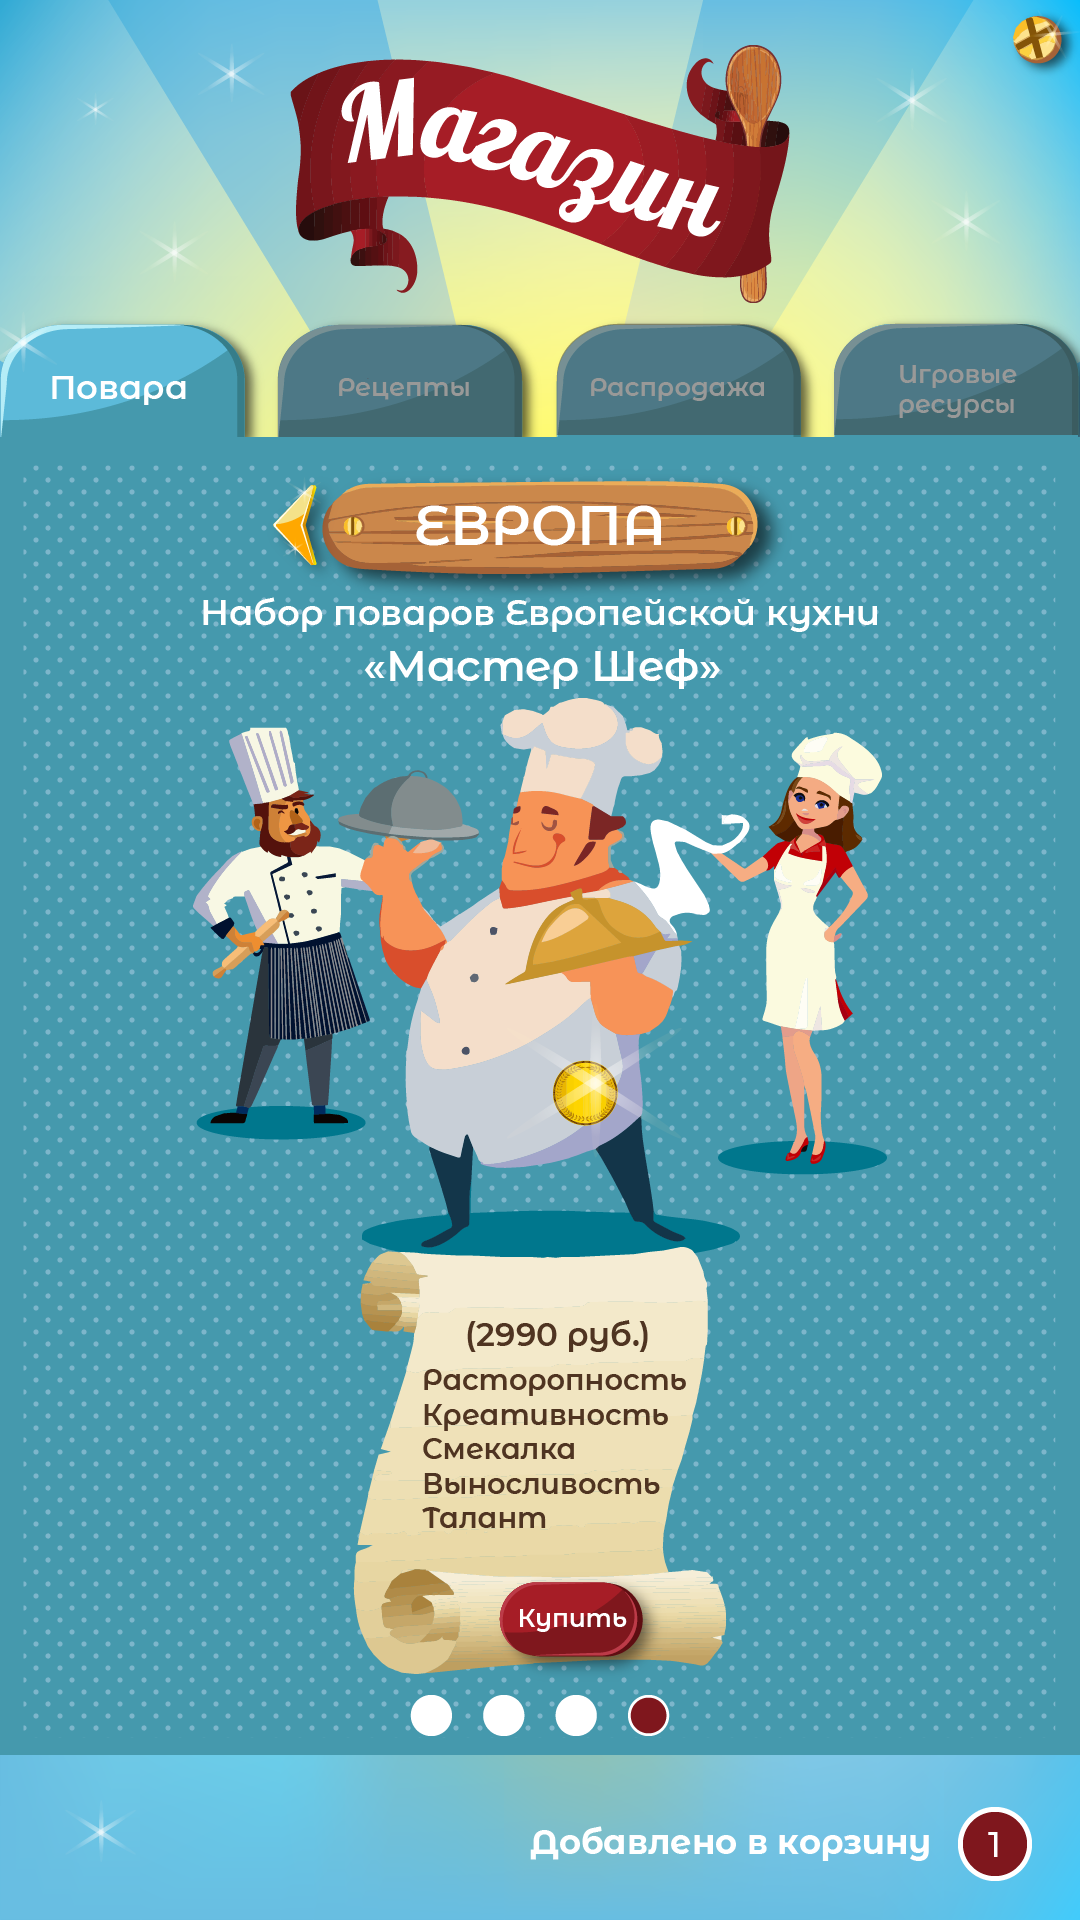 Магазин
Повара
Рецепты
Распродажа
Игровые
ресурсы
ЕВРОПА
Набор поваров Европейской кухни
«Мастер Шеф»
(2990 руб.)
Расторопность
Креативность
Смекалка
Выносливость
Талант
Купить
Добавлено в корзину
1